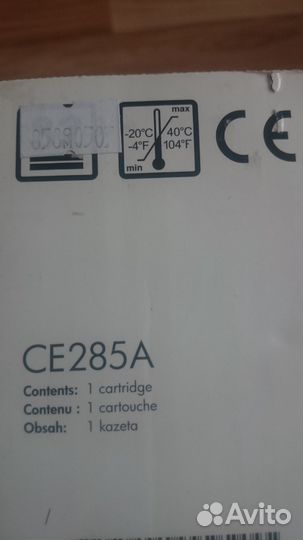 max
-20°C 40°C
-4°F 104°F
min
CE
CE285A
Contents: 1 cartridge
Contenu : 1 cartouche
Obsah: 1 kazeta
Avito